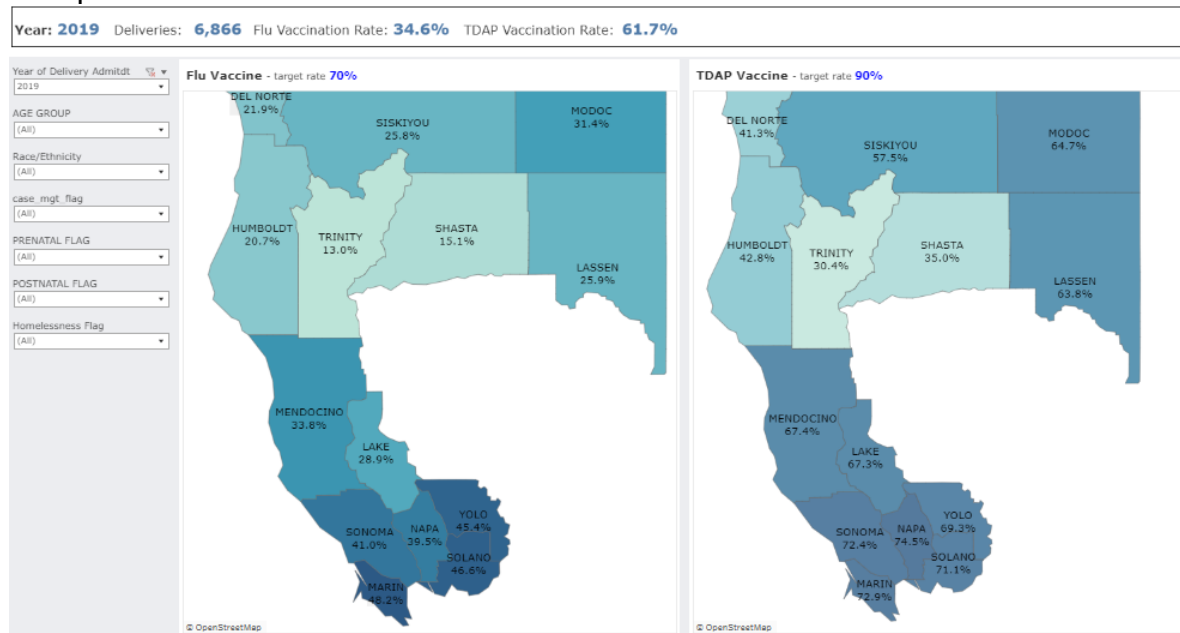 Year: 2019 Deliveries: 6,866 Flu Vaccination Rate: 34.6% TDAP Vaccination Rate: 61.7%
Year of Delivery Admitdt
2019
AGE GROUP
(All)
Race/Ethnicity
(All)
case_mgt_flag
(All)
PRENATAL FLAG
(All)
POSTNATAL FLAG
(All)
Homelessness Flag
(All)
Flu Vaccine - target rate 70%
DEL NORTE
21.9%
SISKIYOU
25.8%
MODOC
31.4%
HUMBOLDT
20.7%
TRINITY
13.0%
SHASTA
15.1%
LASSEN
25.9%
MENDOCINO
33.8%
LAKE
28.9%
SONOMA
41.0%
NAPA
39.5%
YOLO
45.4%
SOLANO
46.6%
MARIN
48.2%
© OpenStreetMap
TDAP Vaccine - target rate 90%
DEL NORTE
41.3%
SISKIYOU
57.5%
MODOC
64.7%
HUMBOLDT
42.8%
TRINITY
30.4%
SHASTA
35.0%
LASSEN
63.8%
MENDOCINO
67.4%
LAKE
67.3%
SONOMA
72.4%
NAPA
74.5%
YOLO
69.3%
SOLANO
71.1%
MARIN
72.9%
© OpenStreetMap